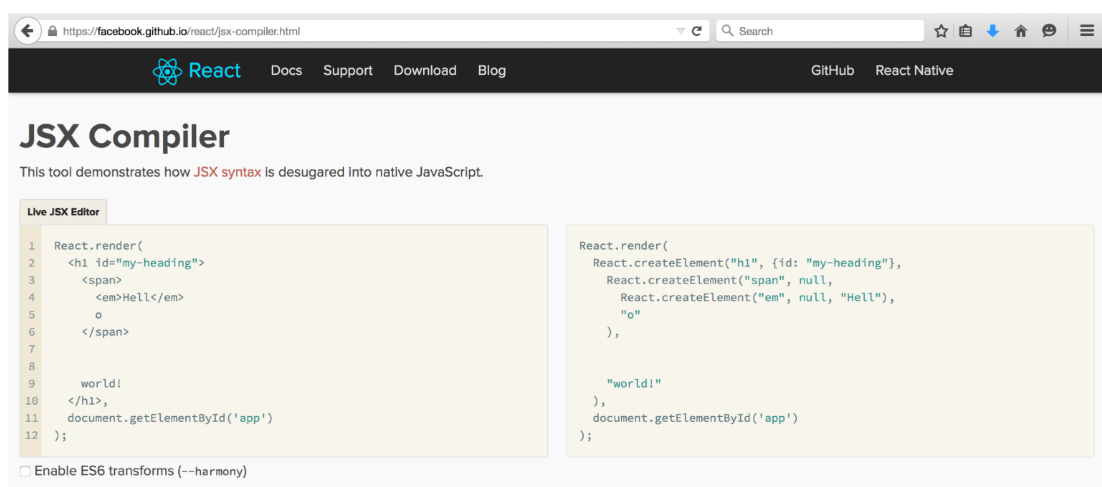 https://facebook.github.io/react/jsx-compiler.html
Search
React Docs Support Download Blog GitHub React Native
JSX Compiler
This tool demonstrates how JSX syntax is desugared into native JavaScript.
Live JSX Editor
1 React.render(
2 <h1 id="my-heading">
3 <span>
4 <em>Hell</em>
5 o
6 </span>
7
8
9 world!
10 </h1>,
11 document.getElementById('app')
12 );
React.render(
React.createElement("h1", {id: "my-heading"},
React.createElement("span", null,
React.createElement("em", null, "Hell"),
"o"
),
"world!"
),
document.getElementById('app')
);
Enable ES6 transforms (--harmony)